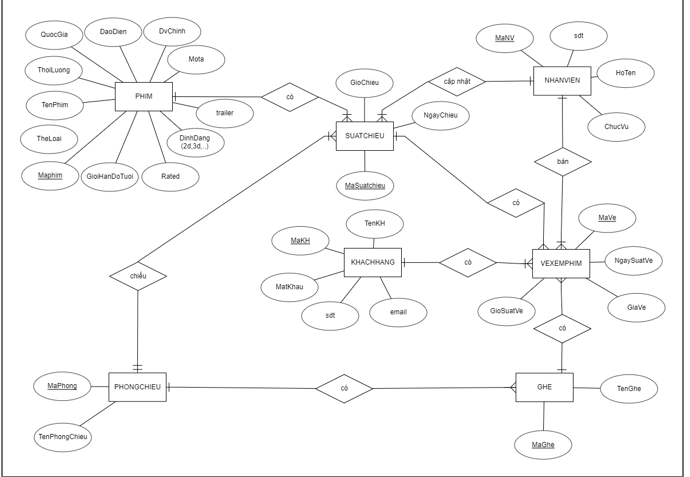 QuocGia
DaoDien
DvChinh
Mota
ThoiLuong
PHIM
TenPhim
trailer
TheLoai
DinhDang
(2d,3d,..)
Maphim
GioiHanDoTuoi
Rated
có
GioChieu
NgayChieu
SUATCHIEU
MaSuatchieu
cập nhật
MaNV
sdt
NHANVIEN
HoTen
ChucVu
bán
có
MaVe
VEXEMPHIM
NgaySuatVe
GiaVe
GioSuatVe
TenKH
MaKH
KHACHHANG
MatKhau
sdt
email
có
chiếu
có
MaPhong
PHONGCHIEU
TenPhongChieu
có
GHE
TenGhe
MaGhe